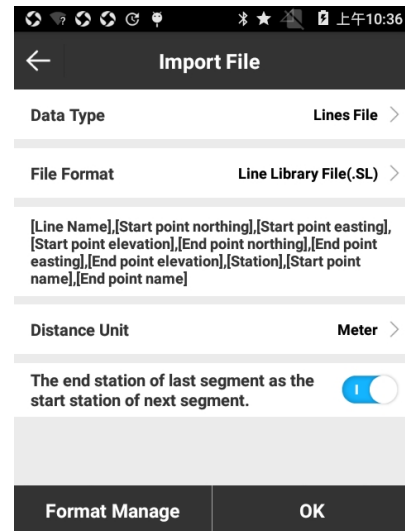 上午10:36
Import File
Data Type Lines File
File Format Line Library File(.SL)
[Line Name],[Start point northing],[Start point easting],
[Start point elevation],[End point northing],[End point
easting],[End point elevation],[Station],[Start point
name],[End point name]
Distance Unit Meter
The end station of last segment as the
start station of next segment.
Format Manage OK